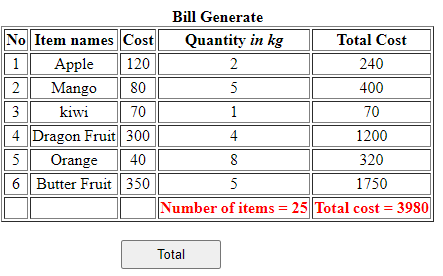 Bill Generate
No Item names Cost Quantity in kg Total Cost
1 Apple 120 2 240
2 Mango 80 5 400
3 kiwi 70 1 70
4 Dragon Fruit 300 4 1200
5 Orange 40 8 320
6 Butter Fruit 350 5 1750
Number of items = 25 Total cost = 3980
Total